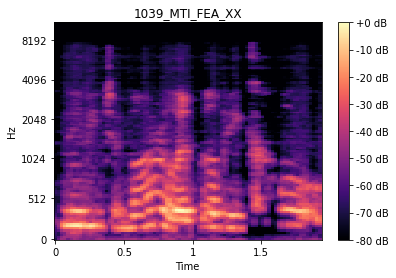 1039_MTI_FEA_XX
+0 dB
8192
-10 dB
4096
-20 dB
-30 dB
2048
Hz
-40 dB
1024
-50 dB
512
-60 dB
-70 dB
0
-80 dB
0
0.5
1
1.5
Time